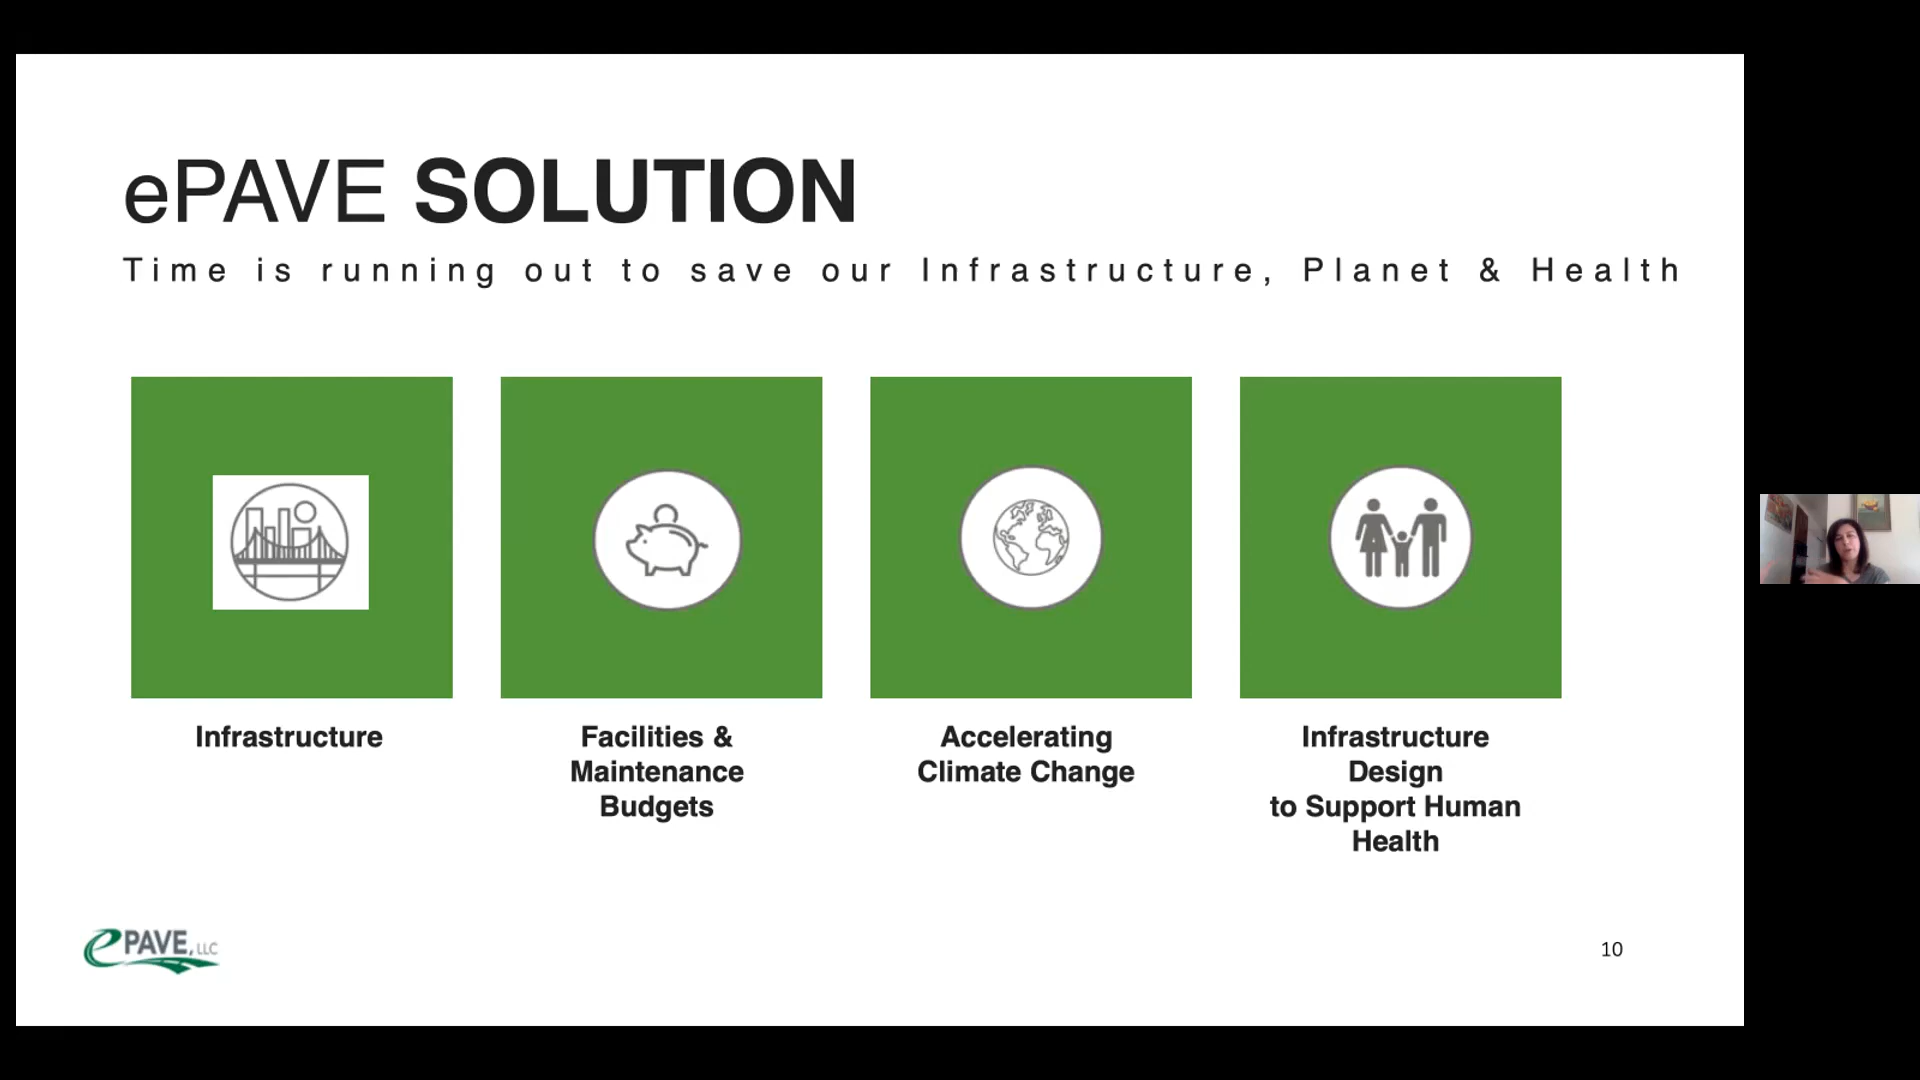 ePAVE SOLUTION
Time is running out to save our Infrastructure, Planet & Health
Infrastructure
Facilities &
Maintenance
Budgets
Accelerating
Climate Change
Infrastructure
Design
to Support Human
Health
ePAVE, LLC
10